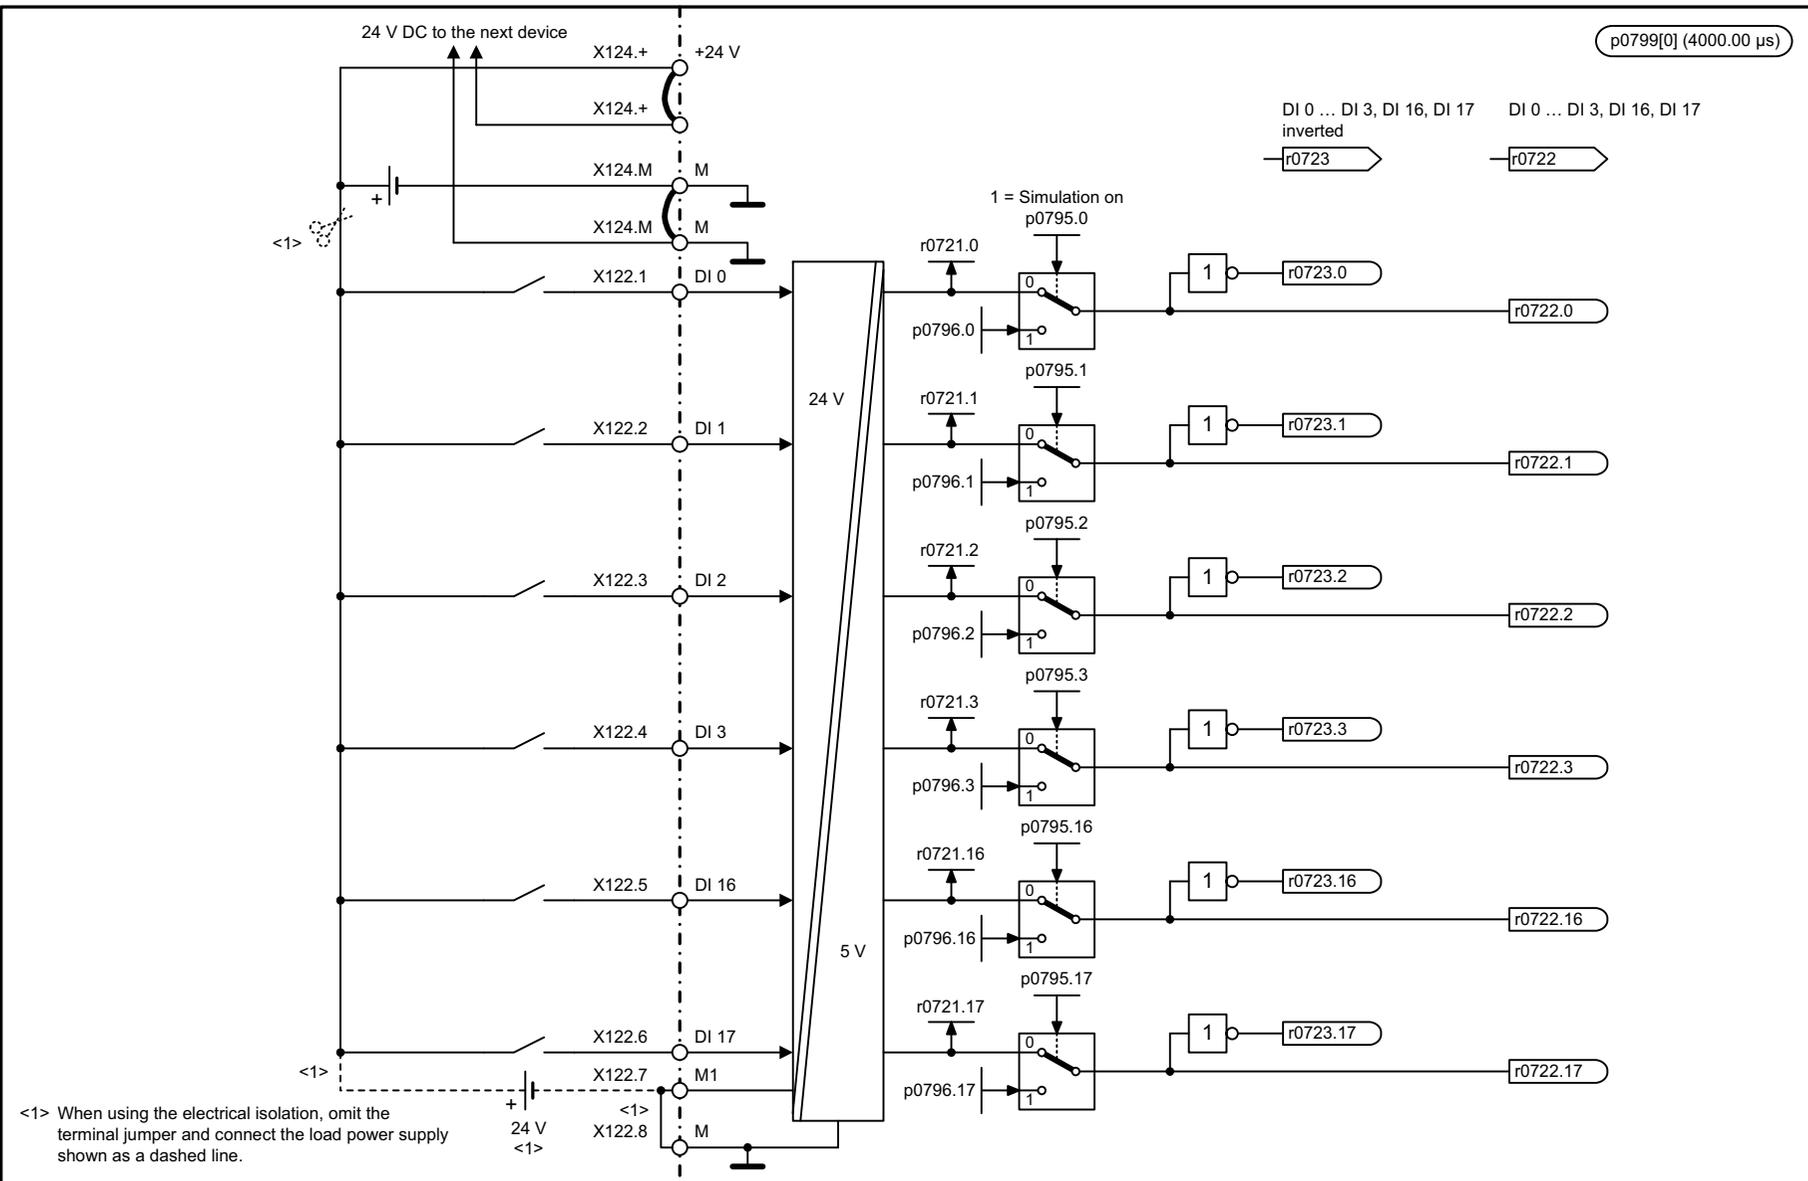 24 V DC to the next device
X124.+
+24 V
p0799[0] (4000.00 µs)
X124.+
DI 0 … DI 3, DI 16, DI 17
inverted
DI 0 … DI 3, DI 16, DI 17
r0723
r0722
X124.M
M
+
1 = Simulation on
p0795.0
<1>
X124.M
M
r0721.0
X122.1
DI 0
0
1
r0723.0
r0722.0
p0796.0
1
p0795.1
24 V
r0721.1
X122.2
DI 1
0
1
r0723.1
r0722.1
p0796.1
1
p0795.2
r0721.2
X122.3
DI 2
0
1
r0723.2
r0722.2
p0796.2
1
p0795.3
r0721.3
X122.4
DI 3
0
1
r0723.3
r0722.3
p0796.3
1
p0795.16
r0721.16
X122.5
DI 16
0
1
r0723.16
r0722.16
p0796.16
1
5 V
p0795.17
r0721.17
X122.6
DI 17
0
1
r0723.17
r0722.17
<1>
X122.7
M1
p0796.17
1
+
24 V
<1>
<1>
X122.8
M
<1> When using the electrical isolation, omit the
terminal jumper and connect the load power supply
shown as a dashed line.